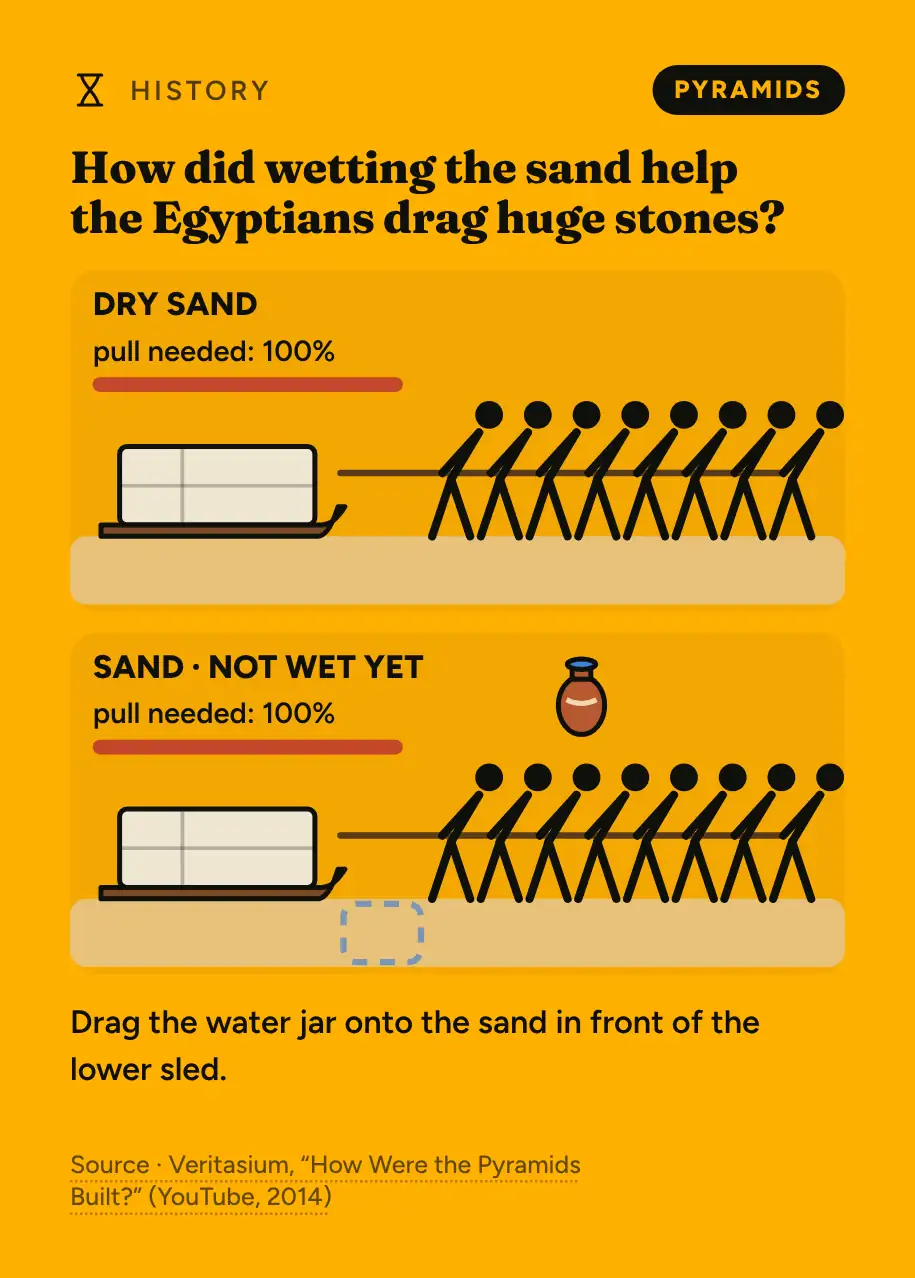 HISTORY
PYRAMIDS
How did wetting the sand help
the Egyptians drag huge stones?
DRY SAND
pull needed: 100%
SAND · NOT WET YET
pull needed: 100%
Drag the water jar onto the sand in front of the
lower sled.
Source · Veritasium, “How Were the Pyramids
Built?” (YouTube, 2014)